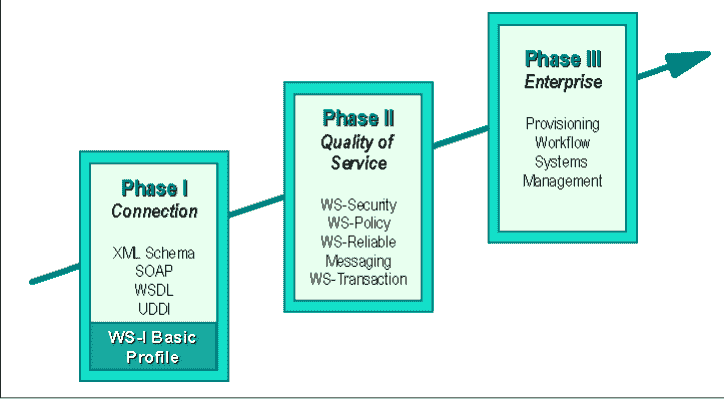 Phase I
Connection
XML Schema
SOAP
WSDL
UDDI
WS-I Basic
Profile
Phase II
Quality of
Service
WS-Security
WS-Policy
WS-Reliable
Messaging
WS-Transaction
Phase III
Enterprise
Provisioning
Workflow
Systems
Management